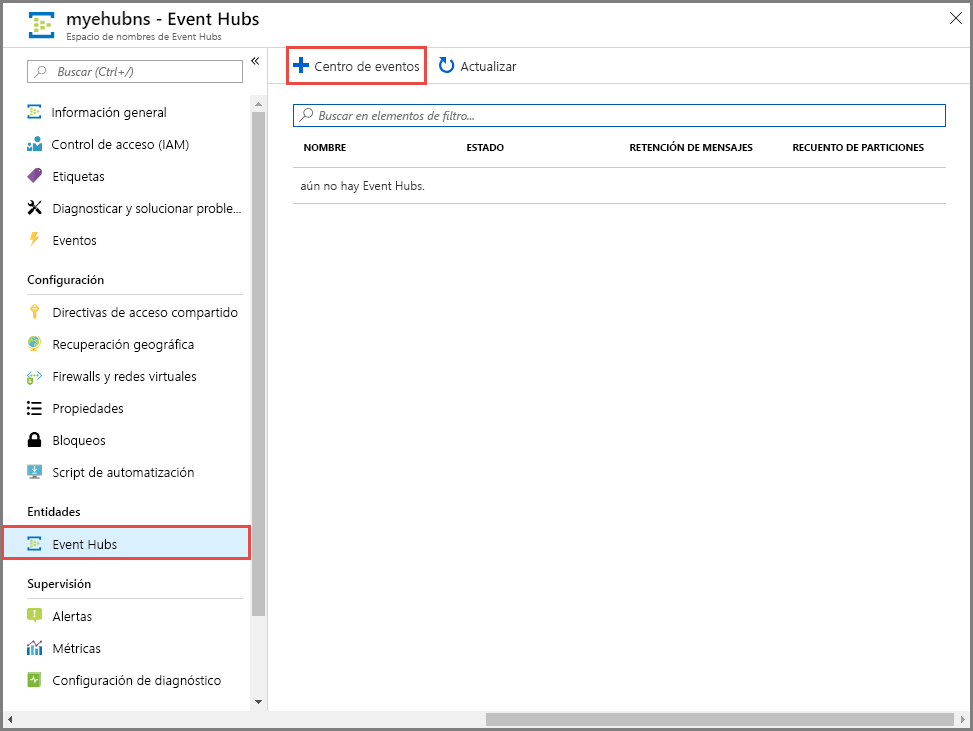 myehubns - Event Hubs
Espacio de nombres de Event Hubs
Buscar (Ctrl+/)
«
Información general
Control de acceso (IAM)
Etiquetas
Diagnosticar y solucionar proble...
Eventos
Configuración
Directivas de acceso compartido
Recuperación geográfica
Firewalls y redes virtuales
Propiedades
Bloqueos
Script de automatización
Entidades
Event Hubs
Supervisión
Alertas
Métricas
Configuración de diagnóstico
Centro de eventos Actualizar
Buscar en elementos de filtro...
NOMBRE ESTADO RETENCIÓN DE MENSAJES RECUENTO DE PARTICIONES
aún no hay Event Hubs.